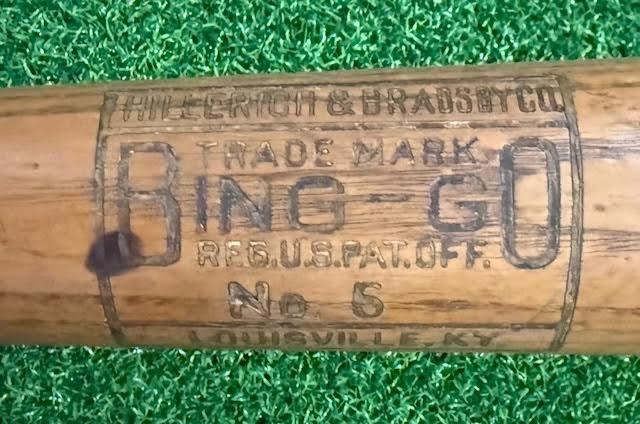 HILLERICH & BRADSBY CO.
TRADE MARK
BING-GO
REG.U.S.PAT.OFF.
No. 5
LOUISVILLE, KY